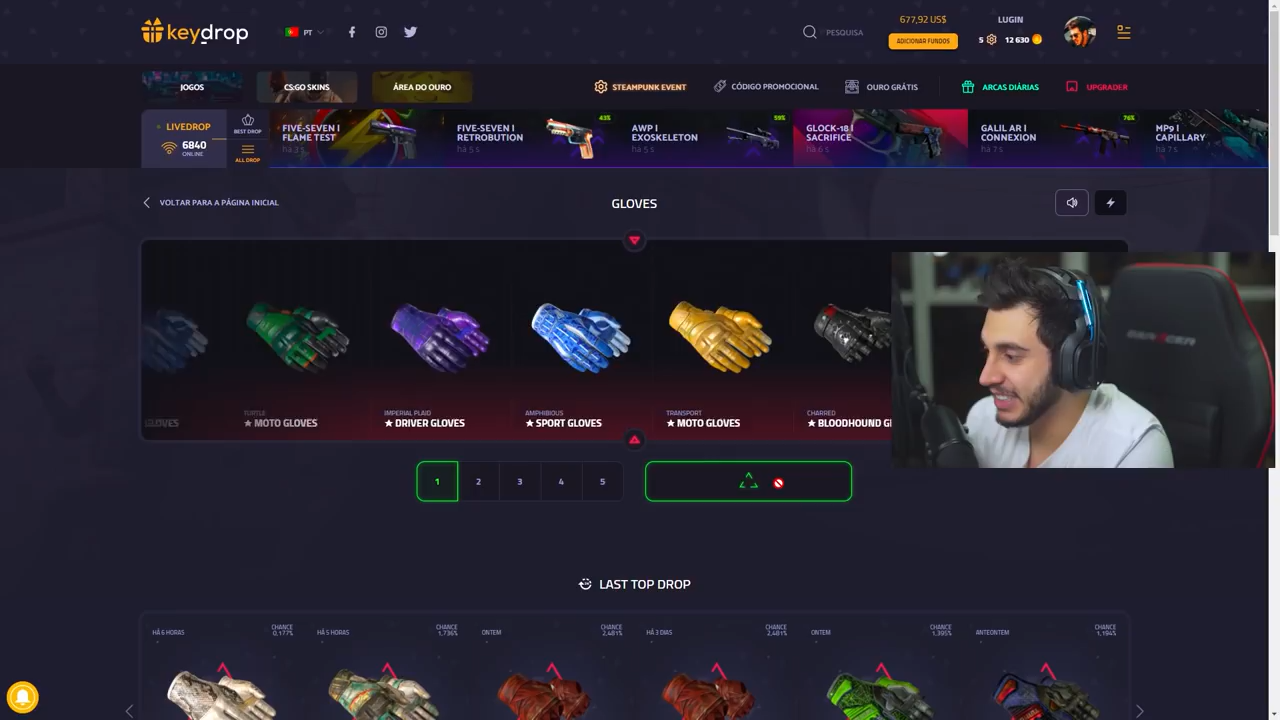 keydrop
PT
PESQUISA
677,92 US$
ADICIONAR FUNDOS
LUGIN
5
12 630
JOGOS
CS:GO SKINS
ÁREA DO OURO
STEAMPUNK EVENT
CÓDIGO PROMOCIONAL
OURO GRÁTIS
ARCAS DIÁRIAS
UPGRADER
LIVEDROP
6840
ONLINE
BEST DROP
ALL DROP
FIVE-SEVEN |
FLAME TEST
há 3 s
FIVE-SEVEN |
RETROBUTION
há 5 s
43%
AWP |
EXOSKELETON
há 5 s
59%
GLOCK-18 |
SACRIFICE
há 6 s
GALIL AR |
CONNEXION
há 7 s
76%
MP9 |
CAPILLARY
há 7 s
VOLTAR PARA A PÁGINA INICIAL
GLOVES
GLOVES
TURTLE
★ MOTO GLOVES
IMPERIAL PLAID
★ DRIVER GLOVES
AMPHIBIOUS
★ SPORT GLOVES
TRANSPORT
★ MOTO GLOVES
CHARRED
★ BLOODHOUND G
1
2
3
4
5
LAST TOP DROP
HÁ 6 HORAS
CHANCE
0,177%
HÁ 5 HORAS
CHANCE
1,736%
ONTEM
CHANCE
2,481%
HÁ 3 DIAS
CHANCE
2,481%
ONTEM
CHANCE
1,395%
ANTEONTEM
CHANCE
1,194%